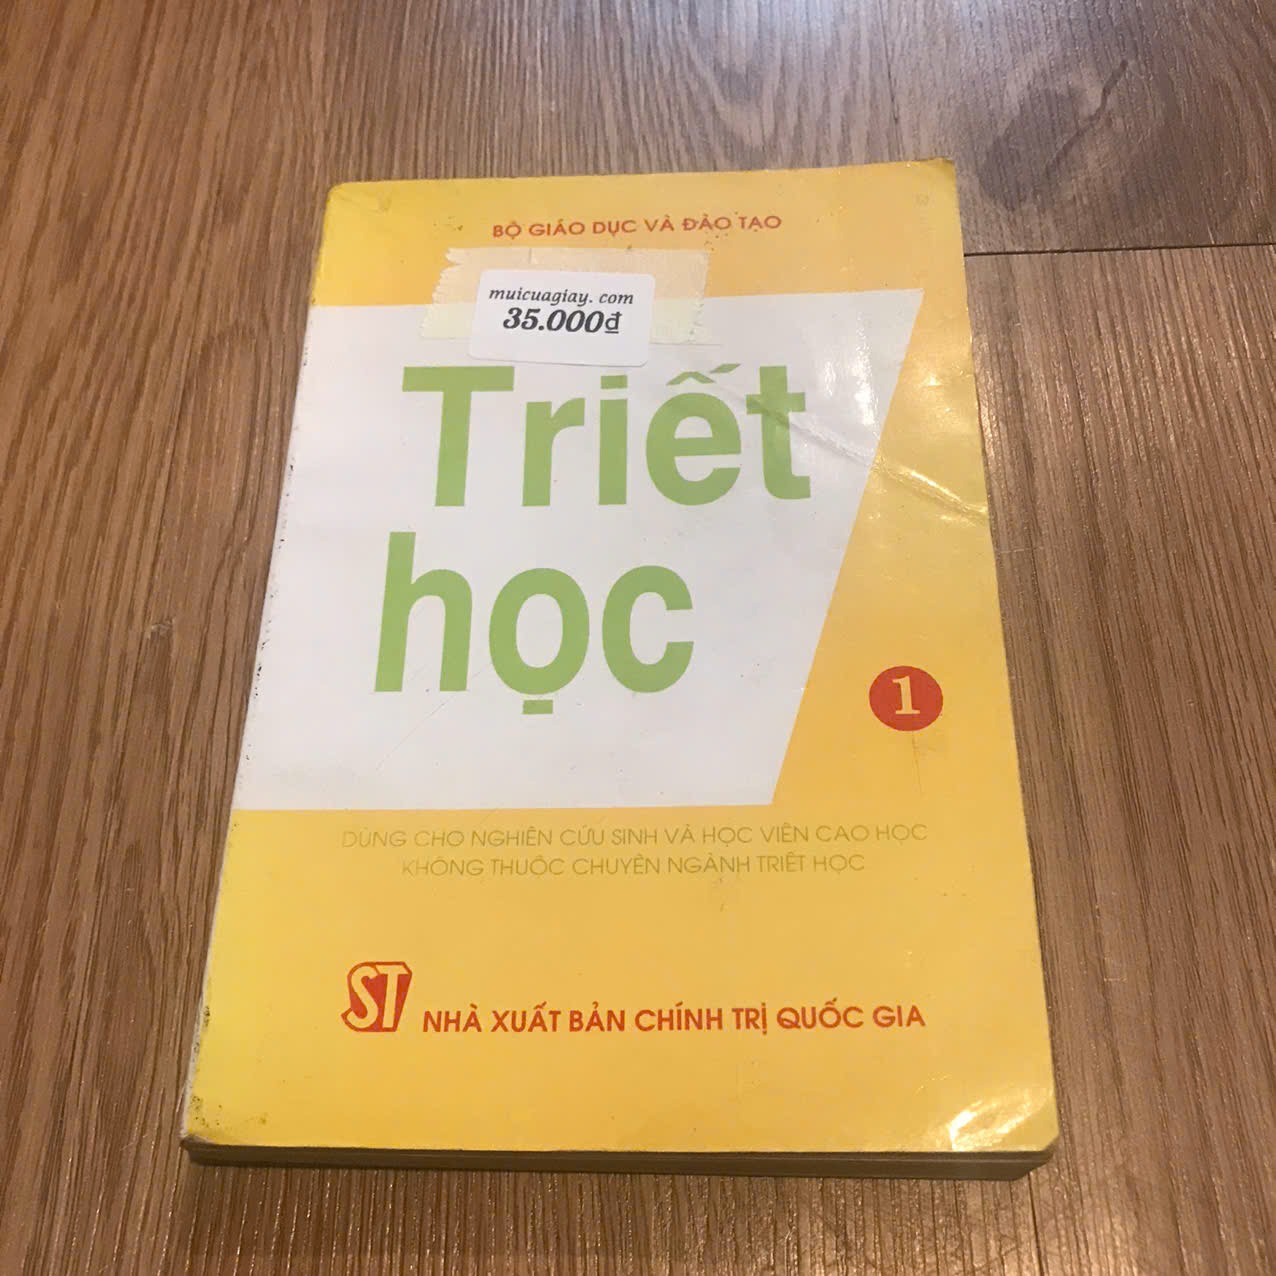 BỘ GIÁO DỤC VÀ ĐÀO TẠO
muicuagiay. com
35.000₫
Triết
học
1
DÙNG CHO NGHIÊN CỨU SINH VÀ HỌC VIÊN CAO HỌC
KHÔNG THUỘC CHUYÊN NGÀNH TRIẾT HỌC
ST NHÀ XUẤT BẢN CHÍNH TRỊ QUỐC GIA